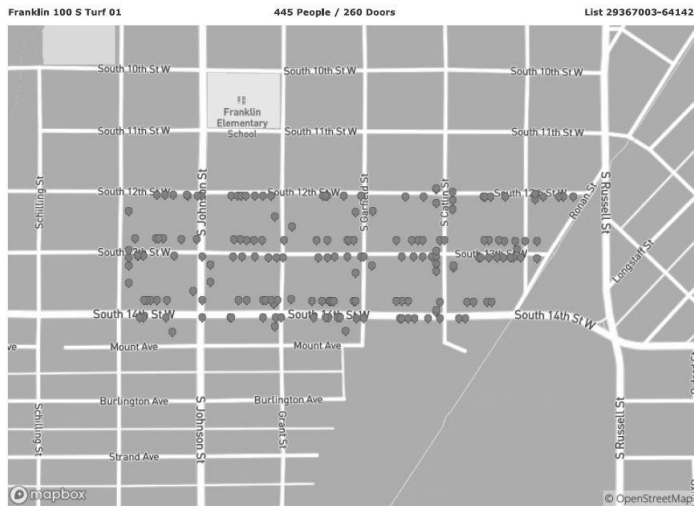 Franklin 100 S Turf 01
445 People / 260 Doors
List 29367003-64142
South 10th St W
South 10th St W
Franklin
Elementary
School
South 11th St W
South 11th St W
Schilling St
S Johnson St
South 12th St W
South 12th St W
South 12th St W
S Garfield St
S Catlin St
Ronan St
S Russell St
Longstaff St
South 13th St W
South 14th St W
South 14th St W
South 14th St W
ve
Mount Ave
Mount Ave
Schilling St
Burlington Ave
Burlington Ave
S Johnson St
Grant St
S Russell St
Strand Ave
mapbox
© OpenStreetMap